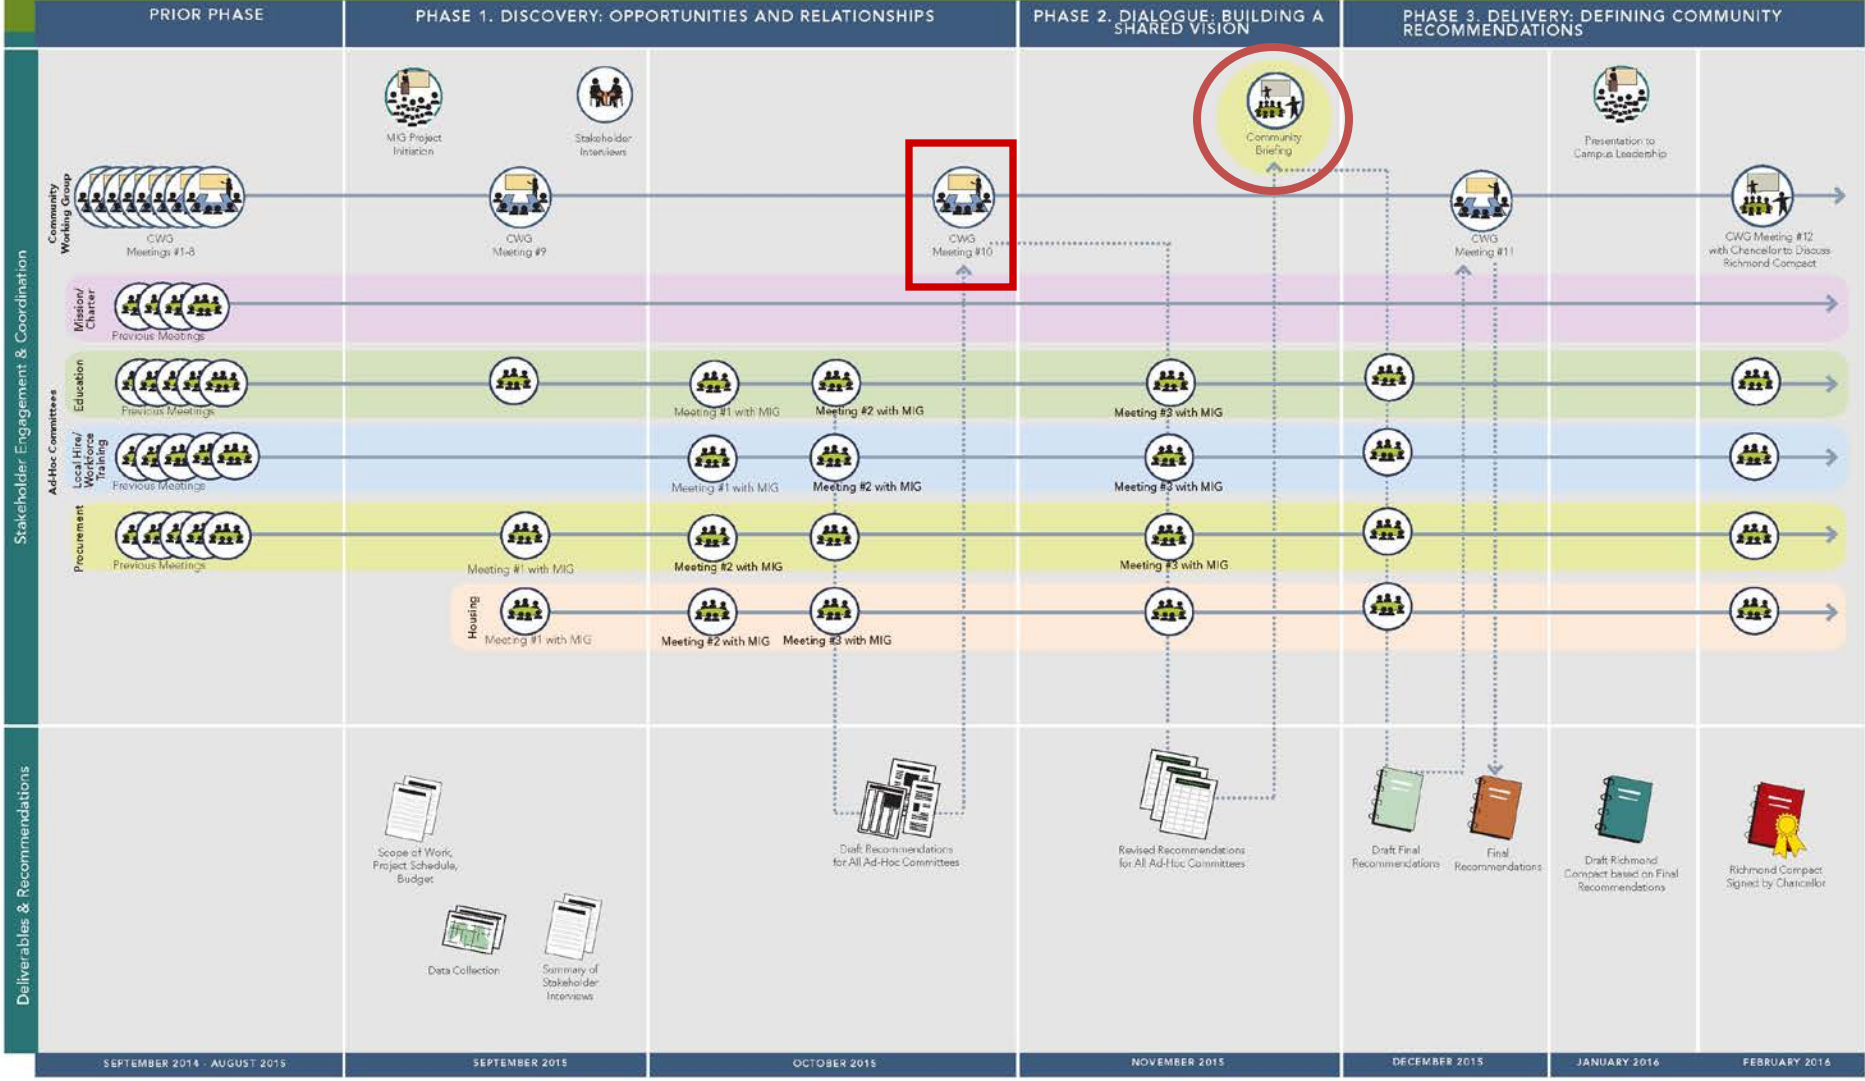 PRIOR PHASE
PHASE 1. DISCOVERY: OPPORTUNITIES AND RELATIONSHIPS
PHASE 2. DIALOGUE: BUILDING A
SHARED VISION
PHASE 3. DELIVERY: DEFINING COMMUNITY
RECOMMENDATIONS
Stakeholder Engagement & Coordination
Community
Working Group
MIG Project
Initiation
Stakeholder
Interviews
Community
Briefing
Presentation to
Campus Leadership
CWG
Meetings #1-8
CWG
Meeting #9
CWG
Meeting #10
CWG
Meeting #11
CWG Meeting #12
with Chancellor to Discuss
Richmond Compact
Ad-Hoc Committees
Mission/
Charter
Previous Meetings
Education
Previous Meetings
Meeting #1 with MIG
Meeting #2 with MIG
Meeting #3 with MIG
Local Hire/
Workforce
Training
Previous Meetings
Meeting #1 with MIG
Meeting #2 with MIG
Meeting #3 with MIG
Procurement
Previous Meetings
Meeting #1 with MIG
Meeting #2 with MIG
Meeting #3 with MIG
Housing
Meeting #1 with MIG
Meeting #2 with MIG
Meeting #3 with MIG
Deliverables & Recommendations
Scope of Work,
Project Schedule,
Budget
Data Collection
Summary of
Stakeholder
Interviews
Draft Recommendations
for All Ad-Hoc Committees
Revised Recommendations
for All Ad-Hoc Committees
Draft Final
Recommendations
Final
Recommendations
Draft Richmond
Compact based on Final
Recommendations
Richmond Compact
Signed by Chancellor
SEPTEMBER 2014 - AUGUST 2015
SEPTEMBER 2015
OCTOBER 2015
NOVEMBER 2015
DECEMBER 2015
JANUARY 2016
FEBRUARY 2016